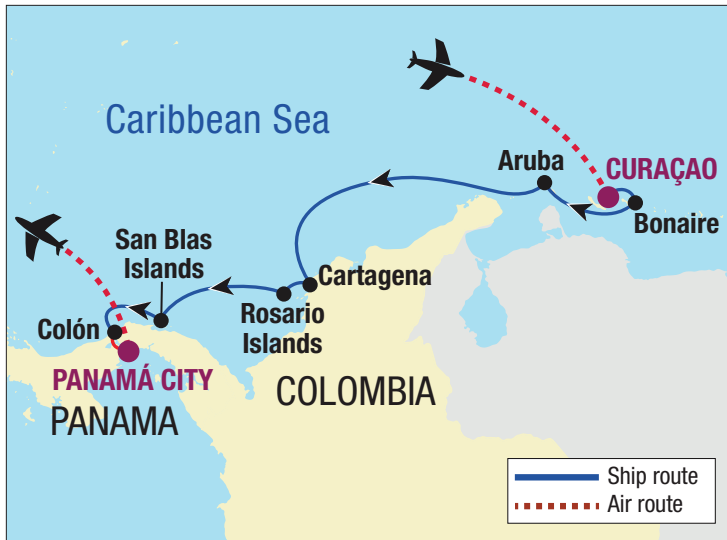 Caribbean Sea
Aruba
CURAÇAO
Bonaire
San Blas
Islands
Cartagena
Rosario
Islands
Colón
PANAMÁ CITY
PANAMA
COLOMBIA
Ship route
Air route